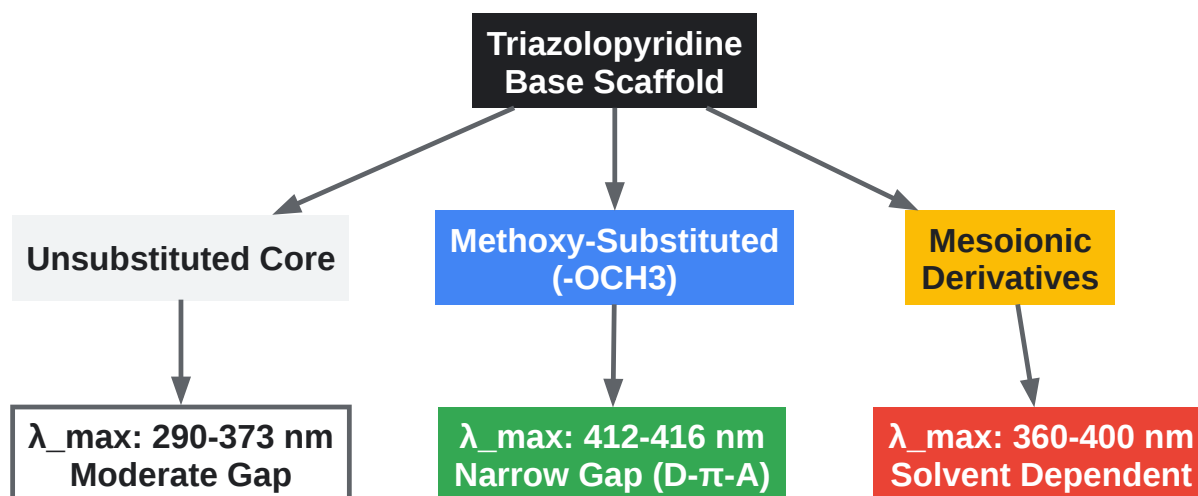 Triazolopyridine
Base Scaffold
Unsubstituted Core
Methoxy-Substituted
(-OCH3)
Mesoionic
Derivatives
λ_max: 290-373 nm
Moderate Gap
λ_max: 412-416 nm
Narrow Gap (D-π-A)
λ_max: 360-400 nm
Solvent Dependent